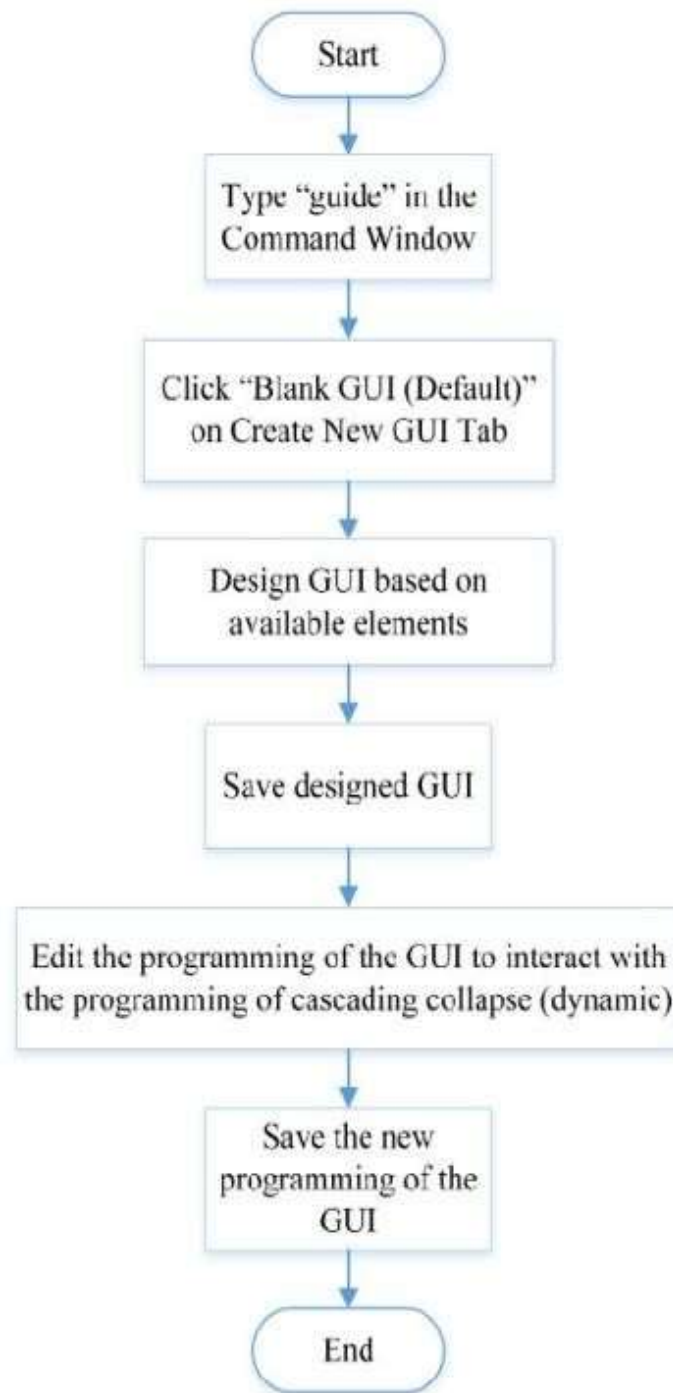 Start
Type “guide” in the
Command Window
Click “Blank GUI (Default)”
on Create New GUI Tab
Design GUI based on
available elements
Save designed GUI
Edit the programming of the GUI to interact with
the programming of cascading collapse (dynamic)
Save the new
programming of the
GUI
End